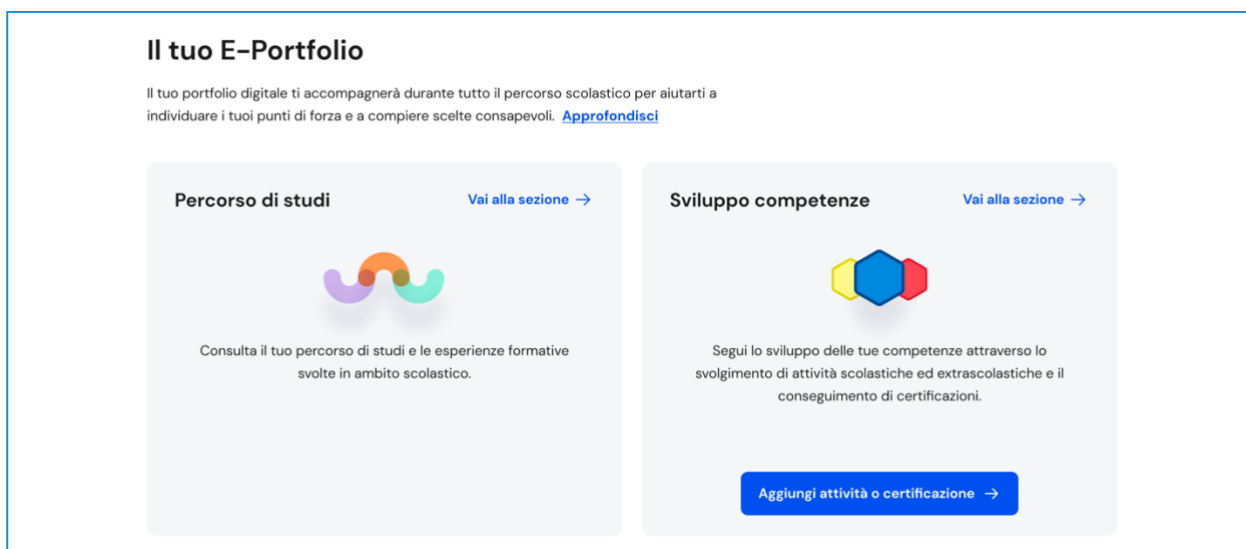 Il tuo E-Portfolio
Il tuo portfolio digitale ti accompagnerà durante tutto il percorso scolastico per aiutarti a
individuare i tuoi punti di forza e a compiere scelte consapevoli. Approfondisci
Percorso di studi
Vai alla sezione →
Consulta il tuo percorso di studi e le esperienze formative
svolte in ambito scolastico.
Sviluppo competenze
Vai alla sezione →
Segui lo sviluppo delle tue competenze attraverso lo
svolgimento di attività scolastiche ed extrascolastiche e il
conseguimento di certificazioni.
Aggiungi attività o certificazione →